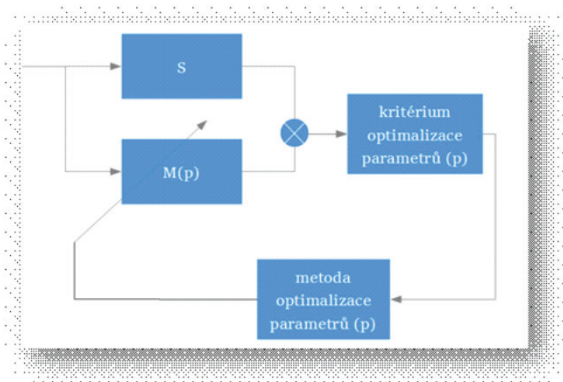 S
kritérium
optimalizace
parametrů (p)
M(p)
metoda
optimalizace
parametrů (p)